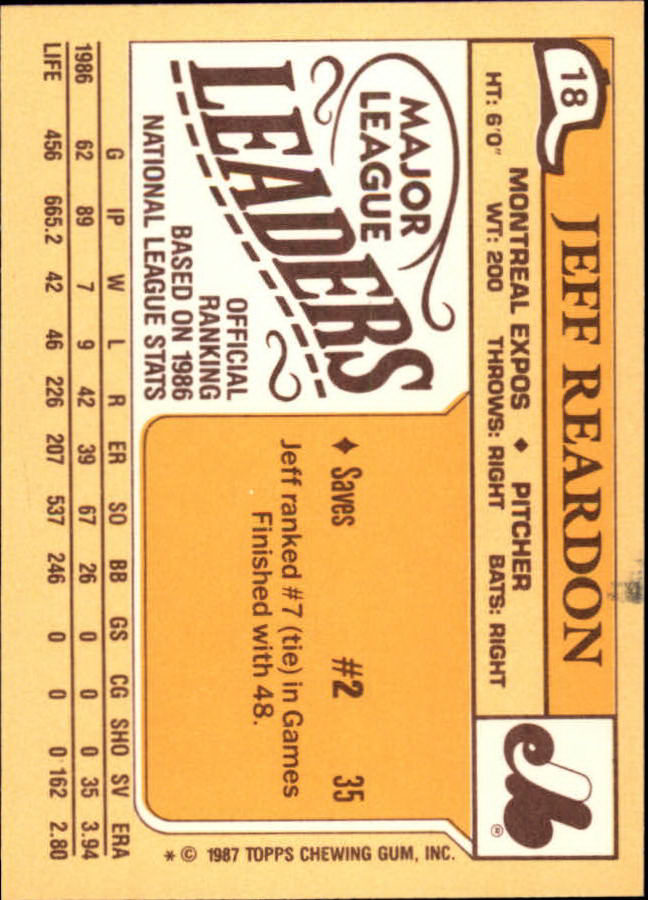 18
JEFF REARDON
MONTREAL EXPOS ♦ PITCHER
HT: 6'0" WT: 200 THROWS: RIGHT BATS: RIGHT
MAJOR
LEAGUE
LEADERS
OFFICIAL
RANKING
BASED ON 1986
NATIONAL LEAGUE STATS
♦ Saves #2 35
Jeff ranked #7 (tie) in Games
Finished with 48.
®
* © 1987 TOPPS CHEWING GUM, INC.
G IP W L R ER SO BB GS CG SHO SV ERA
1986 62 89 7 9 42 39 67 26 0 0 0 35 3.94
LIFE 456 665.2 42 46 226 207 537 246 0 0 0 162 2.80